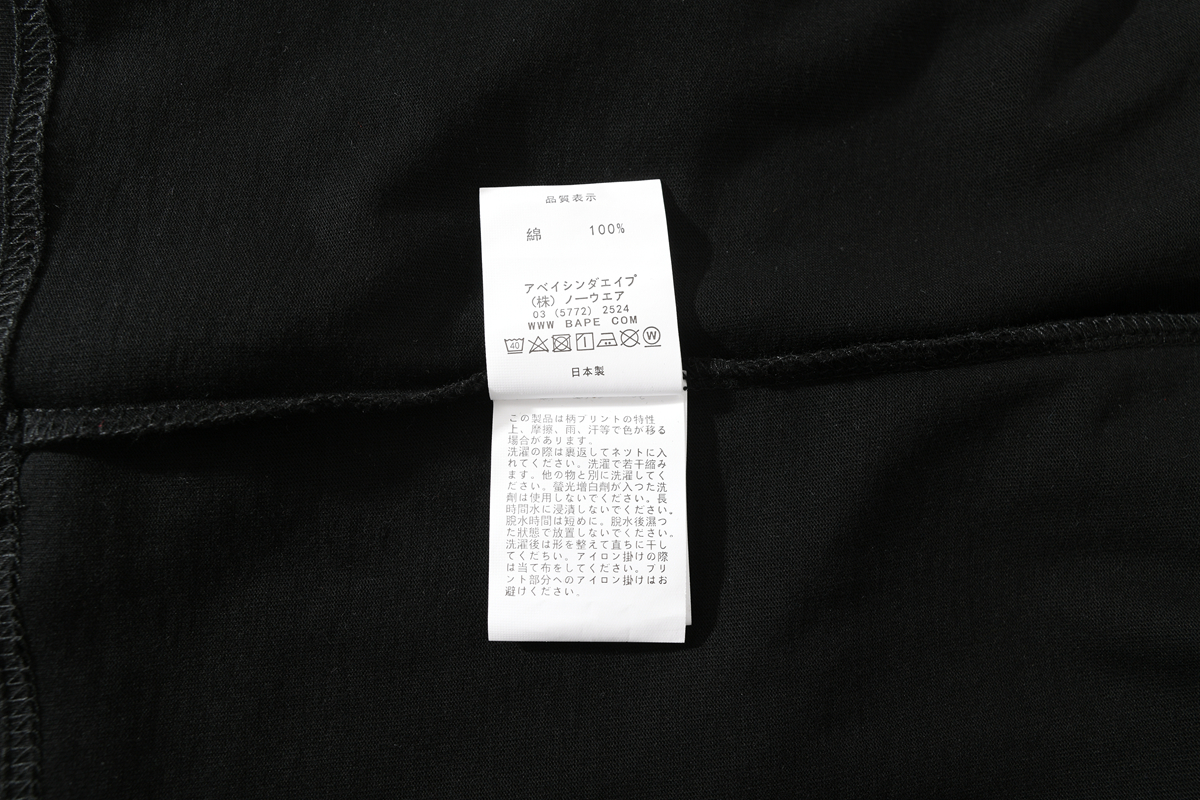 品質表示
綿 100%
アベイシンダエイプ
(株) ノーウエア
03 (5772) 2524
WWW BAPE COM
40
W
日本製
この製品は柄プリントの特性
上、摩擦、雨、汗等で色が移る
場合があります。
洗濯の際は裏返してネットに入
れてください。洗濯で若干縮み
ます。他の物と別に洗濯してく
ださい。螢光増白劑が入つた洗
劑は使用しないでください。長
時間水に浸漬しないでください。
脱水時間は短めに。脱水後濕つ
た狀態で放置しないでください。
洗濯後は形を整えて直ちに干し
てくだちい。アイロン掛けの際
は当て布をしてください。プリ
ント部分へのアイロン掛けはお
避けください。